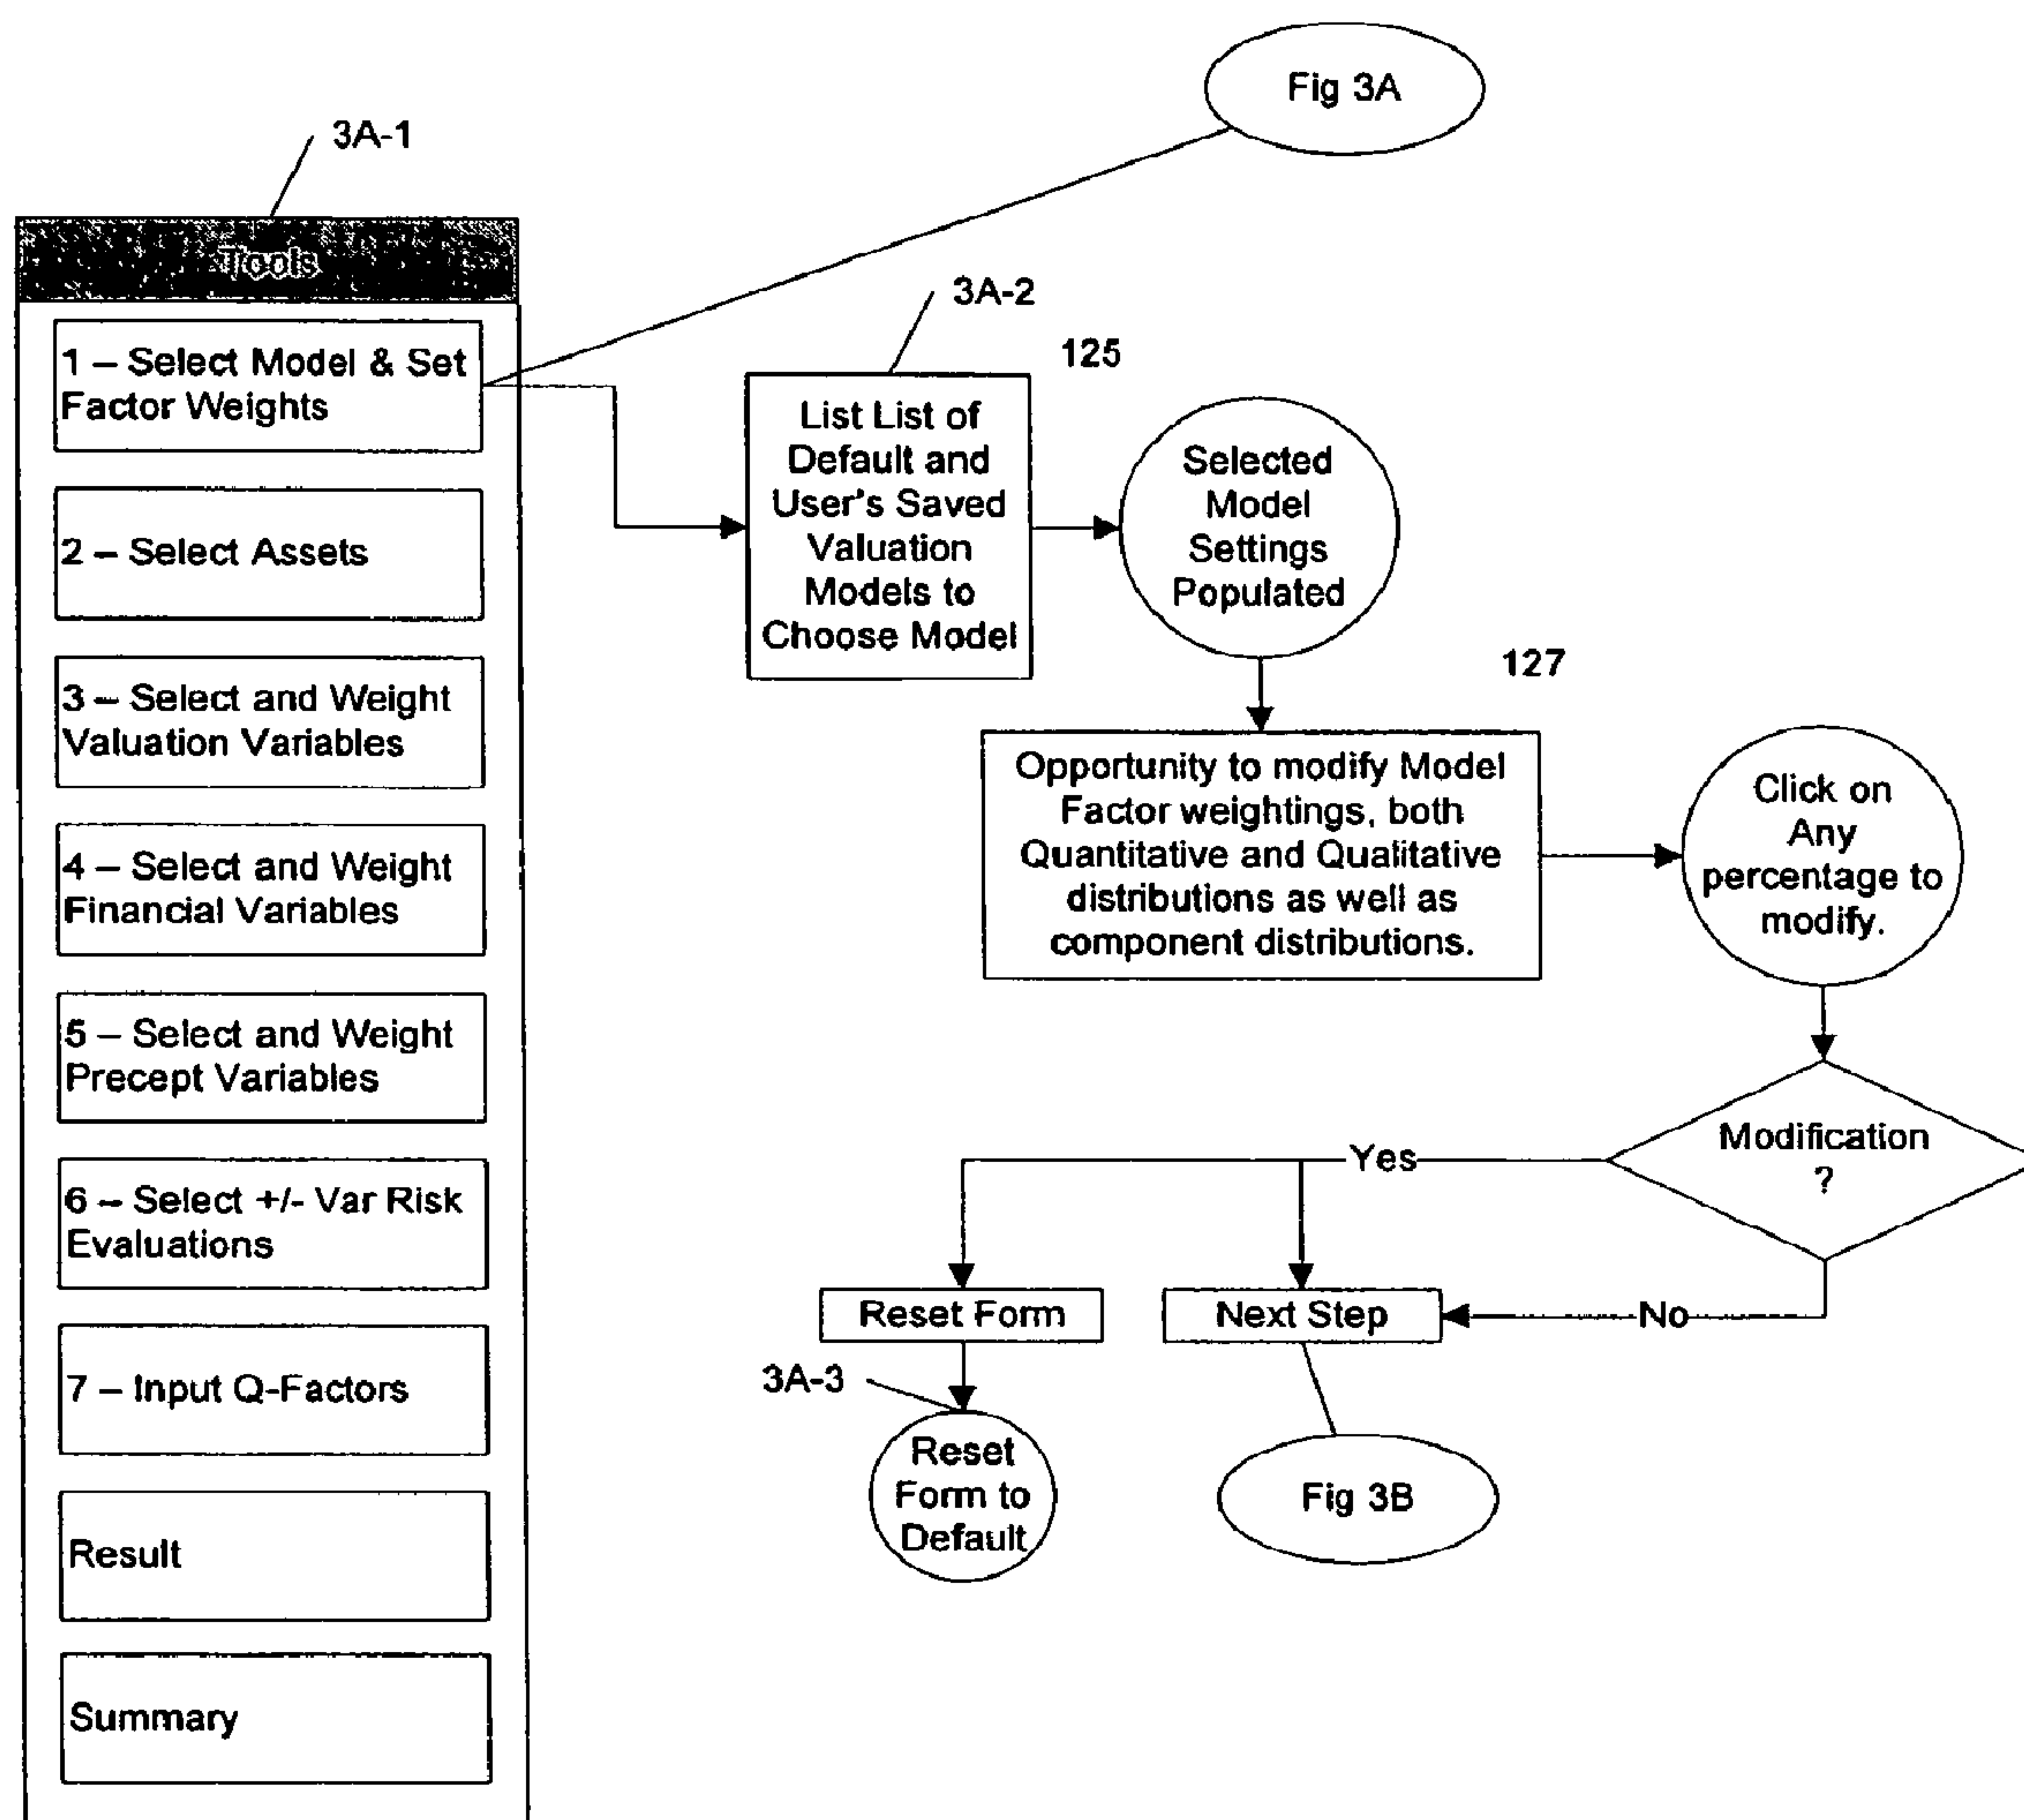 Fig 3A
3A-1
Tools
1 – Select Model & Set
Factor Weights
2 – Select Assets
3 – Select and Weight
Valuation Variables
4 – Select and Weight
Financial Variables
5 – Select and Weight
Precept Variables
6 – Select +/- Var Risk
Evaluations
7 – Input Q-Factors
Result
Summary
3A-2
125
List List of
Default and
User's Saved
Valuation
Models to
Choose Model
Selected
Model
Settings
Populated
127
Opportunity to modify Model
Factor weightings, both
Quantitative and Qualitative
distributions as well as
component distributions.
Click on
Any
percentage to
modify.
Modification
?
Yes
No
Reset Form
Next Step
3A-3
Reset
Form to
Default
Fig 3B